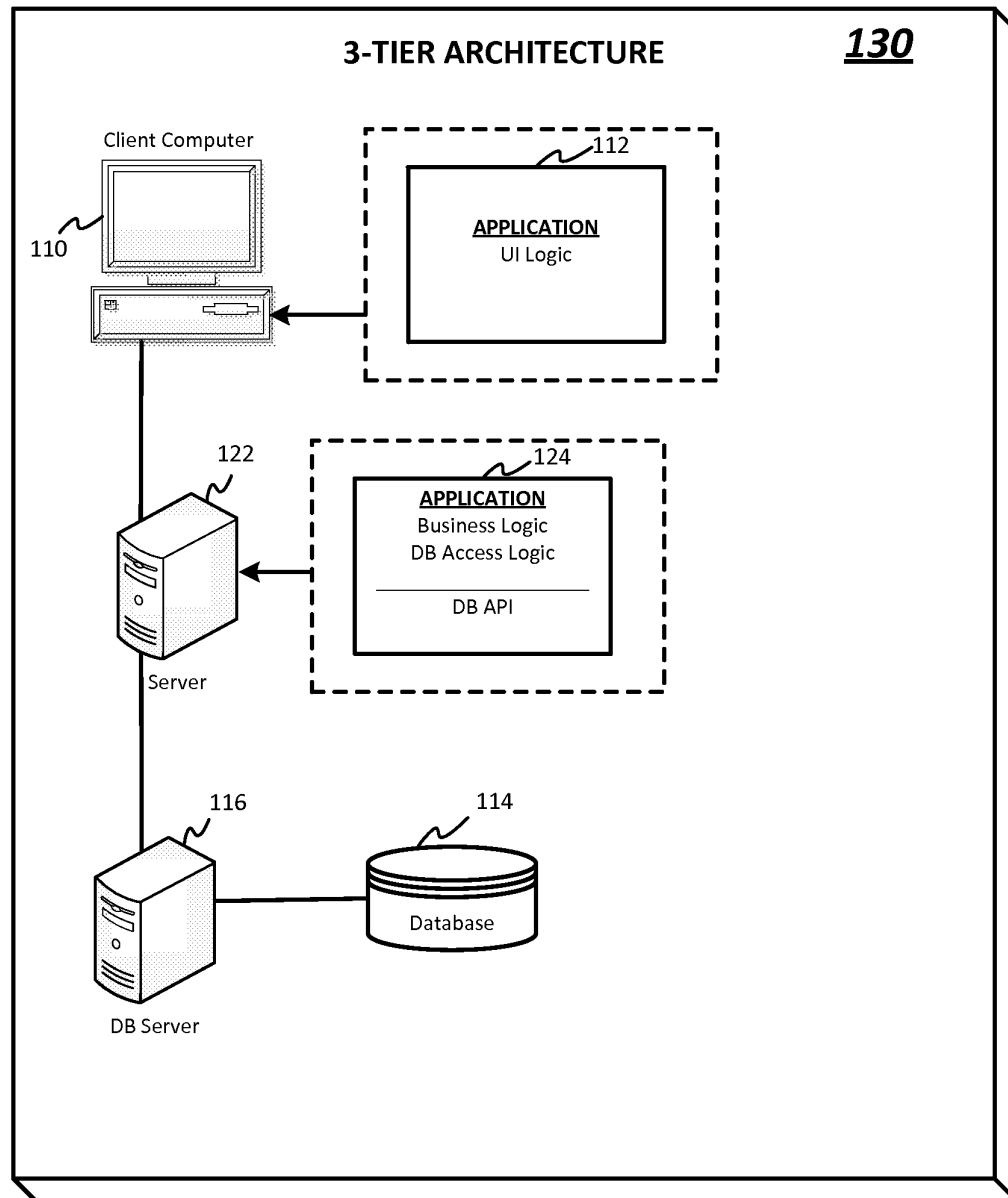 3-TIER ARCHITECTURE
130
Client Computer
110
112
APPLICATION
UI Logic
122
Server
124
APPLICATION
Business Logic
DB Access Logic
DB API
116
DB Server
114
Database